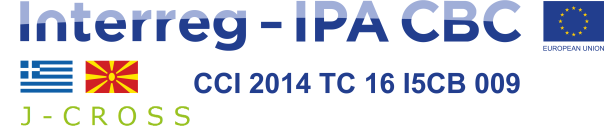 Interreg - IPA CBC
EUROPEAN UNION
CCI 2014 TC 16 I5CB 009
J-CROSS